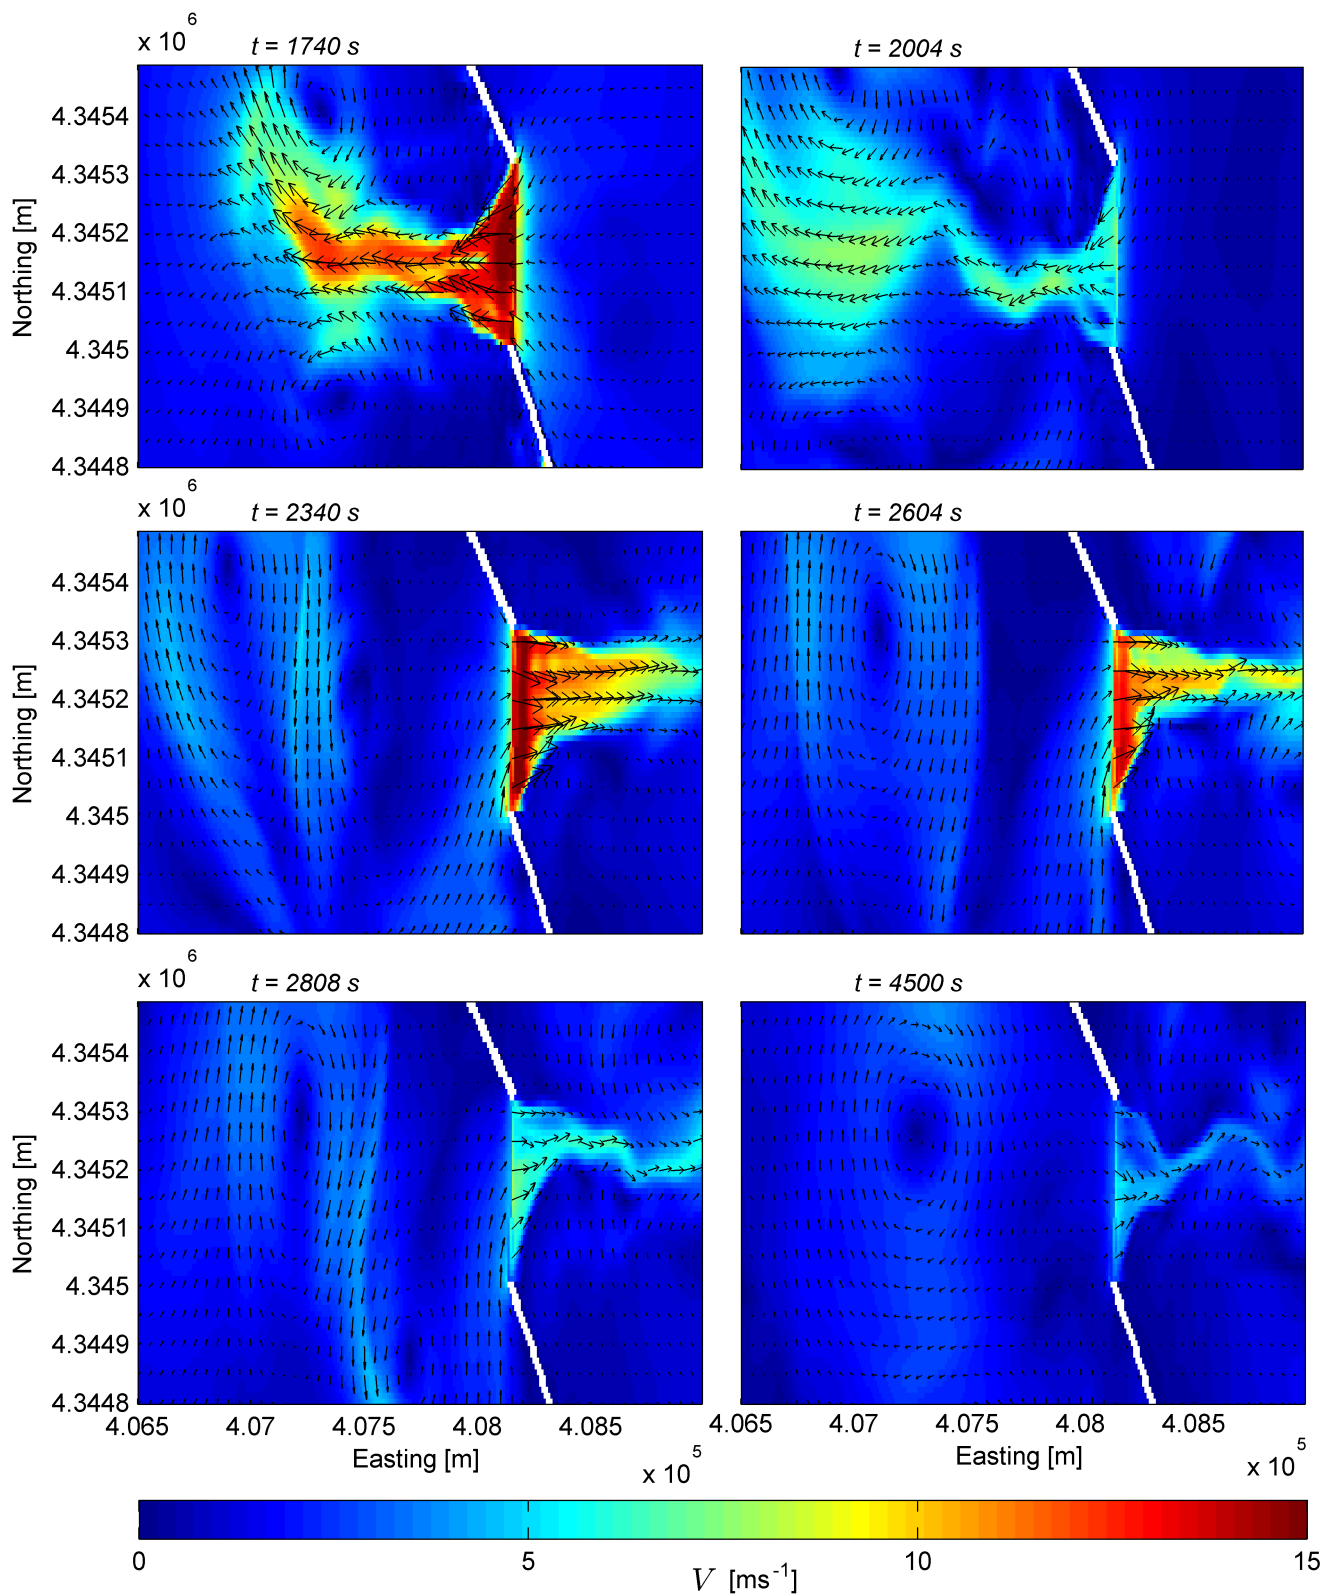 x 10^6
t = 1740 s
t = 2004 s
4.3454
4.3453
4.3452
4.3451
4.345
4.3449
4.3448
Northing [m]
x 10^6
t = 2340 s
t = 2604 s
4.3454
4.3453
4.3452
4.3451
4.345
4.3449
4.3448
Northing [m]
x 10^6
t = 2808 s
t = 4500 s
4.3454
4.3453
4.3452
4.3451
4.345
4.3449
4.3448
Northing [m]
4.065 4.07 4.075 4.08 4.085
4.065 4.07 4.075 4.08 4.085
Easting [m]
Easting [m]
x 10^5
x 10^5
0 5 10 15
V [ms^-1]